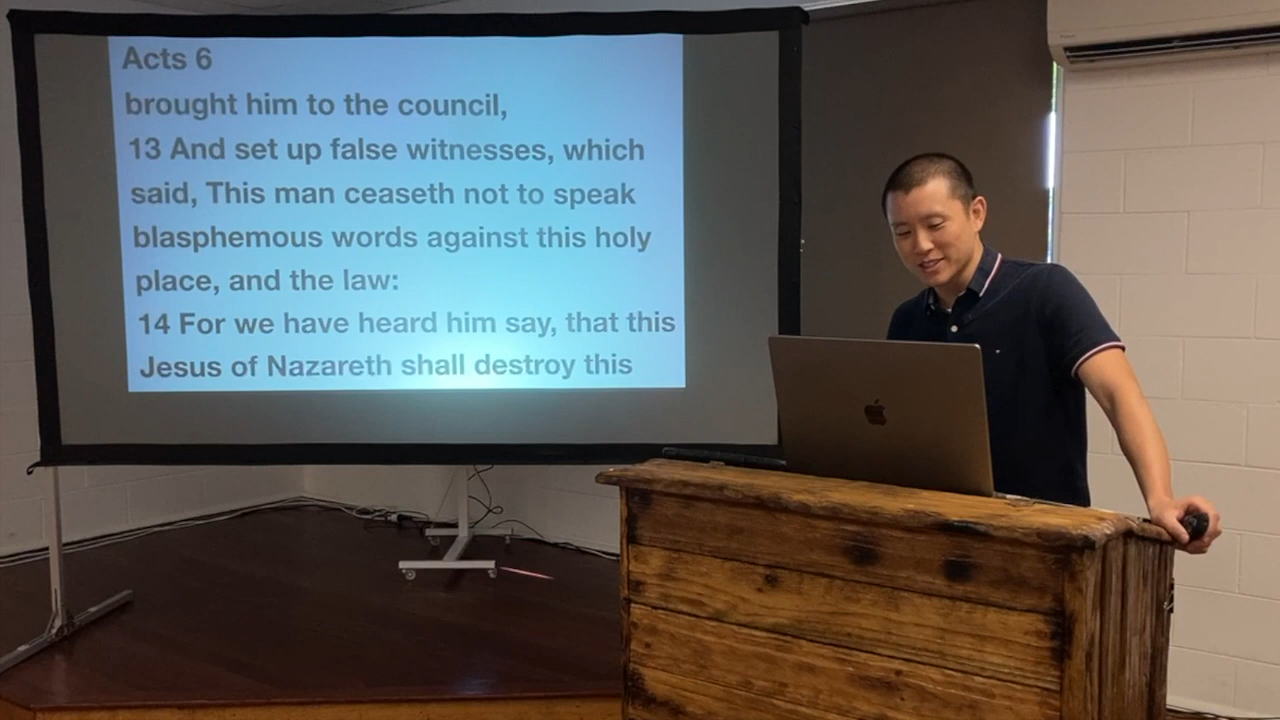 Acts 6
brought him to the council,
13 And set up false witnesses, which
said, This man ceaseth not to speak
blasphemous words against this holy
place, and the law:
14 For we have heard him say, that this
Jesus of Nazareth shall destroy this